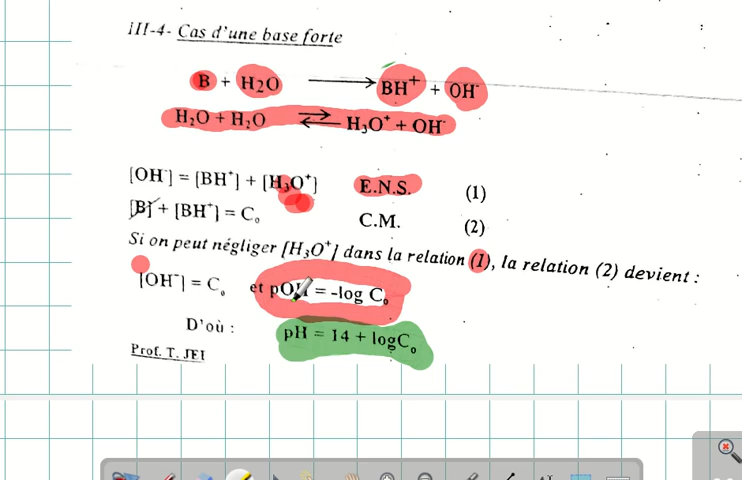 III-4- Cas d'une base forte
B + H2O ⟶ BH⁺ + OH⁻
H₂O + H₂O ⇌ H₃O⁺ + OH⁻
[OH⁻] = [BH⁺] + [H₃O⁺] E.N.S. (1)
[B] + [BH⁺] = C₀ C.M. (2)
Si on peut négliger [H₃O⁺] dans la relation (1), la relation (2) devient :
[OH⁻] = C₀ et pOH = -log C₀
D'où : pH = 14 + logC₀
Prof. T. JEI